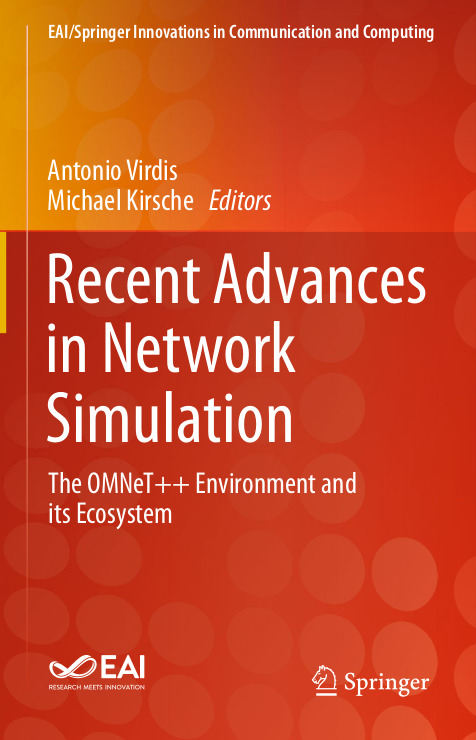 EAI/Springer Innovations in Communication and Computing
Antonio Virdis
Michael Kirsche Editors
Recent Advances
in Network
Simulation
The OMNeT++ Environment and
its Ecosystem
EAI
RESEARCH MEETS INNOVATION
Springer